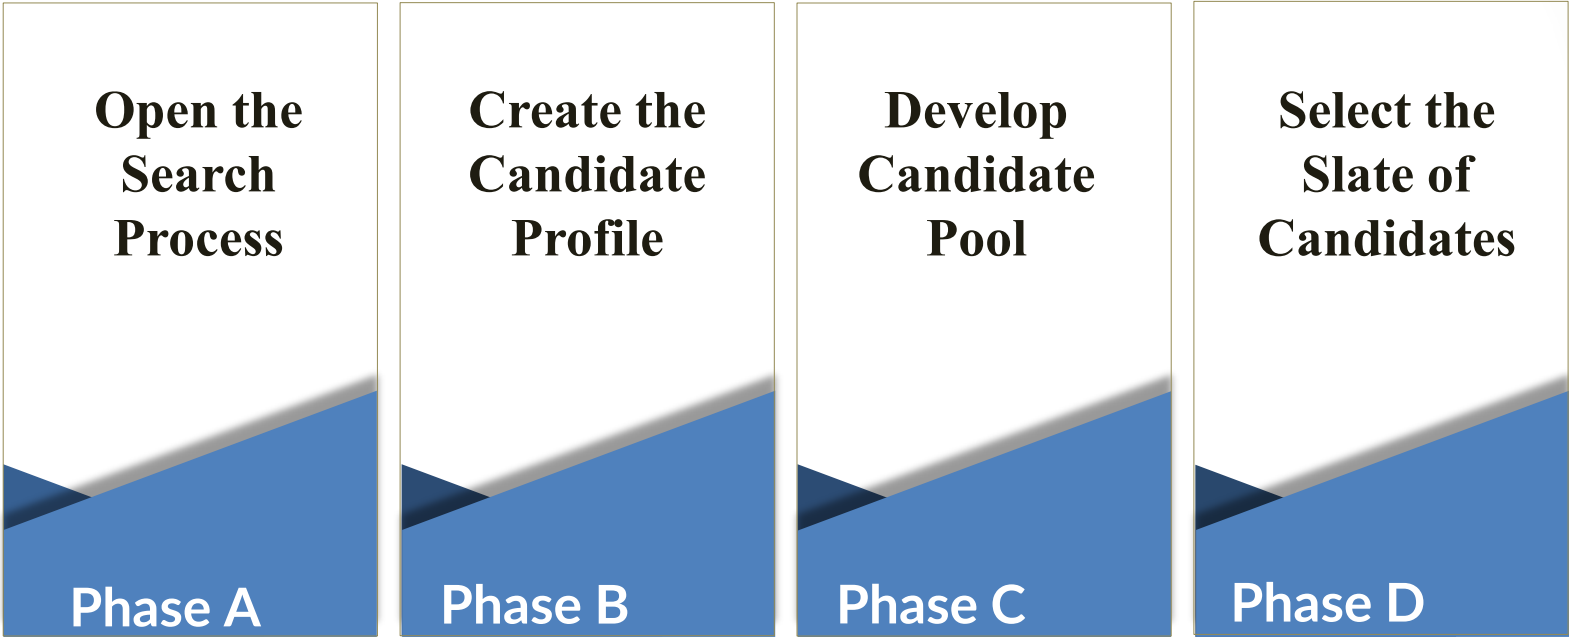 Open the
Search
Process
Phase A
Create the
Candidate
Profile
Phase B
Develop
Candidate
Pool
Phase C
Select the
Slate of
Candidates
Phase D